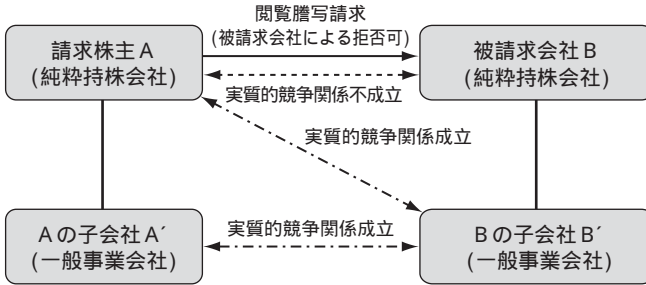 閲覧謄写請求
(被請求会社による拒否可)
請求株主A
(純粋持株会社)
被請求会社B
(純粋持株会社)
実質的競争関係不成立
実質的競争関係成立
Aの子会社A´
(一般事業会社)
実質的競争関係成立
Bの子会社B´
(一般事業会社)